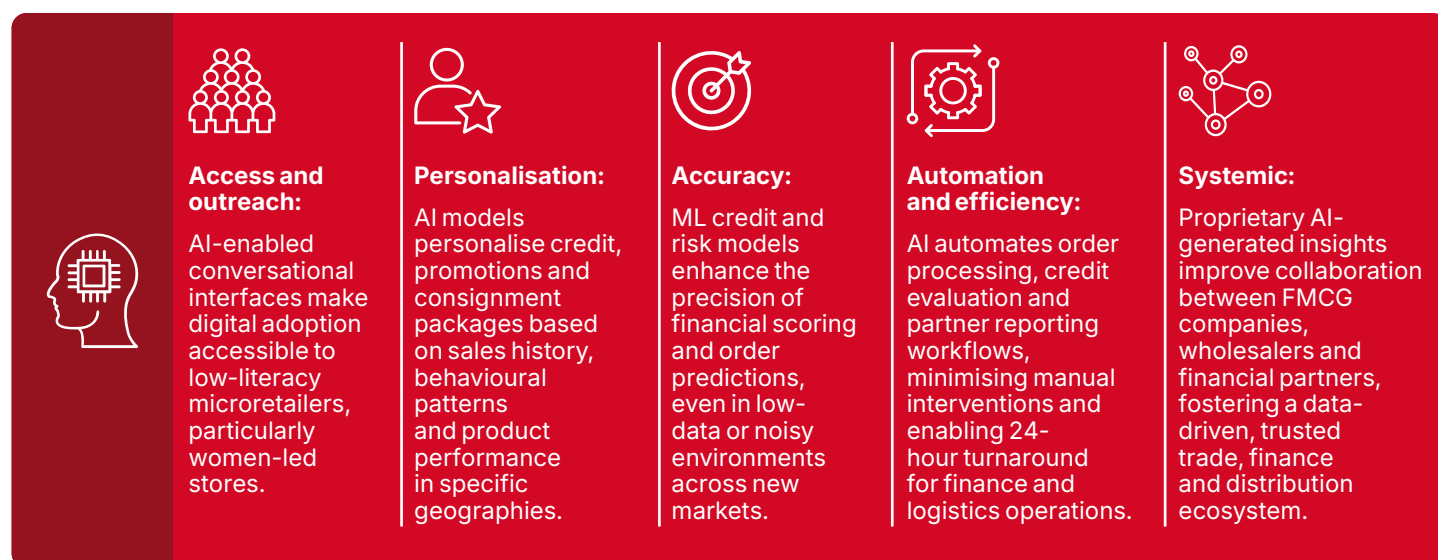 Access and
outreach:
AI-enabled
conversational
interfaces make
digital adoption
accessible to
low-literacy
microretailers,
particularly
women-led
stores.
Personalisation:
AI models
personalise credit,
promotions and
consignment
packages based
on sales history,
behavioural
patterns
and product
performance
in specific
geographies.
Accuracy:
ML credit and
risk models
enhance the
precision of
financial scoring
and order
predictions,
even in low-
data or noisy
environments
across new
markets.
Automation
and efficiency:
AI automates order
processing, credit
evaluation and
partner reporting
workflows,
minimising manual
interventions and
enabling 24-
hour turnaround
for finance and
logistics operations.
Systemic:
Proprietary AI-
generated insights
improve collaboration
between FMCG
companies,
wholesalers and
financial partners,
fostering a data-
driven, trusted
trade, finance
and distribution
ecosystem.